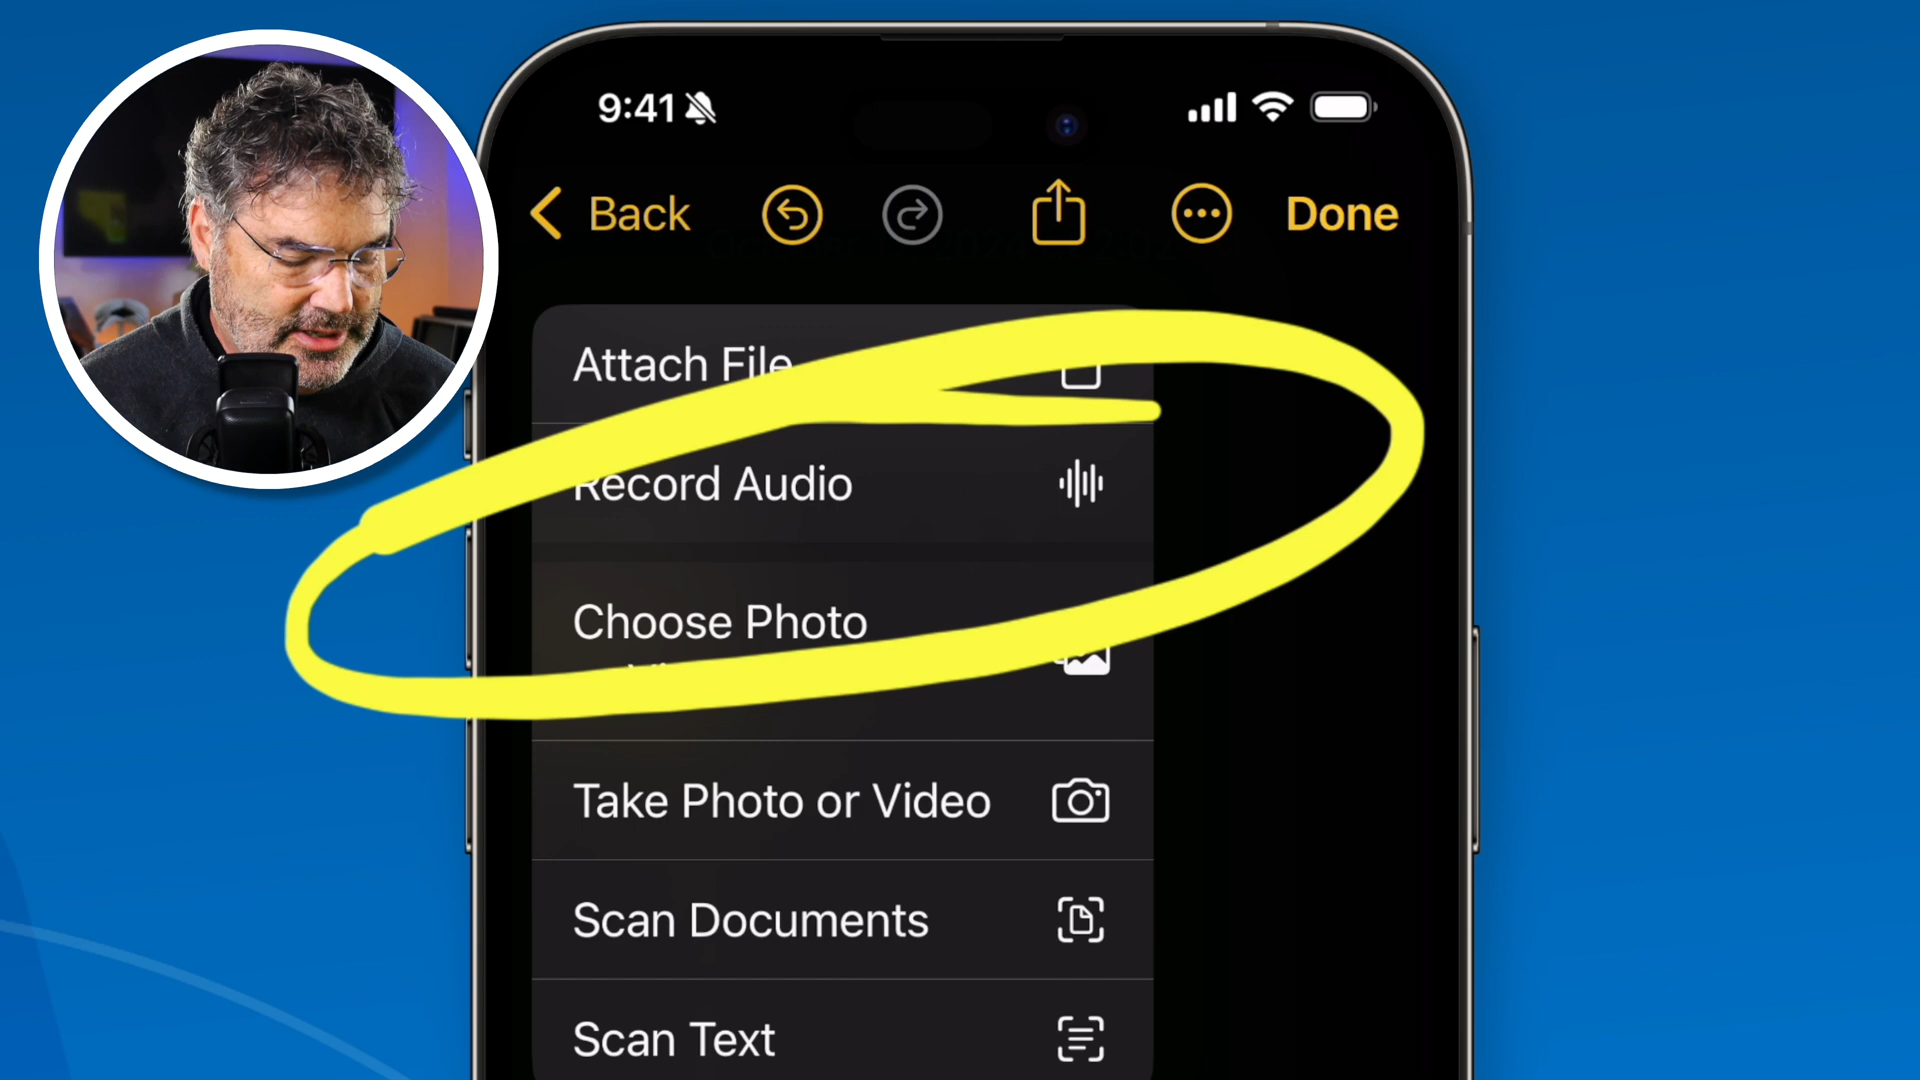 9:41
Back
Done
Attach File
Record Audio
Choose Photo
Take Photo or Video
Scan Documents
Scan Text